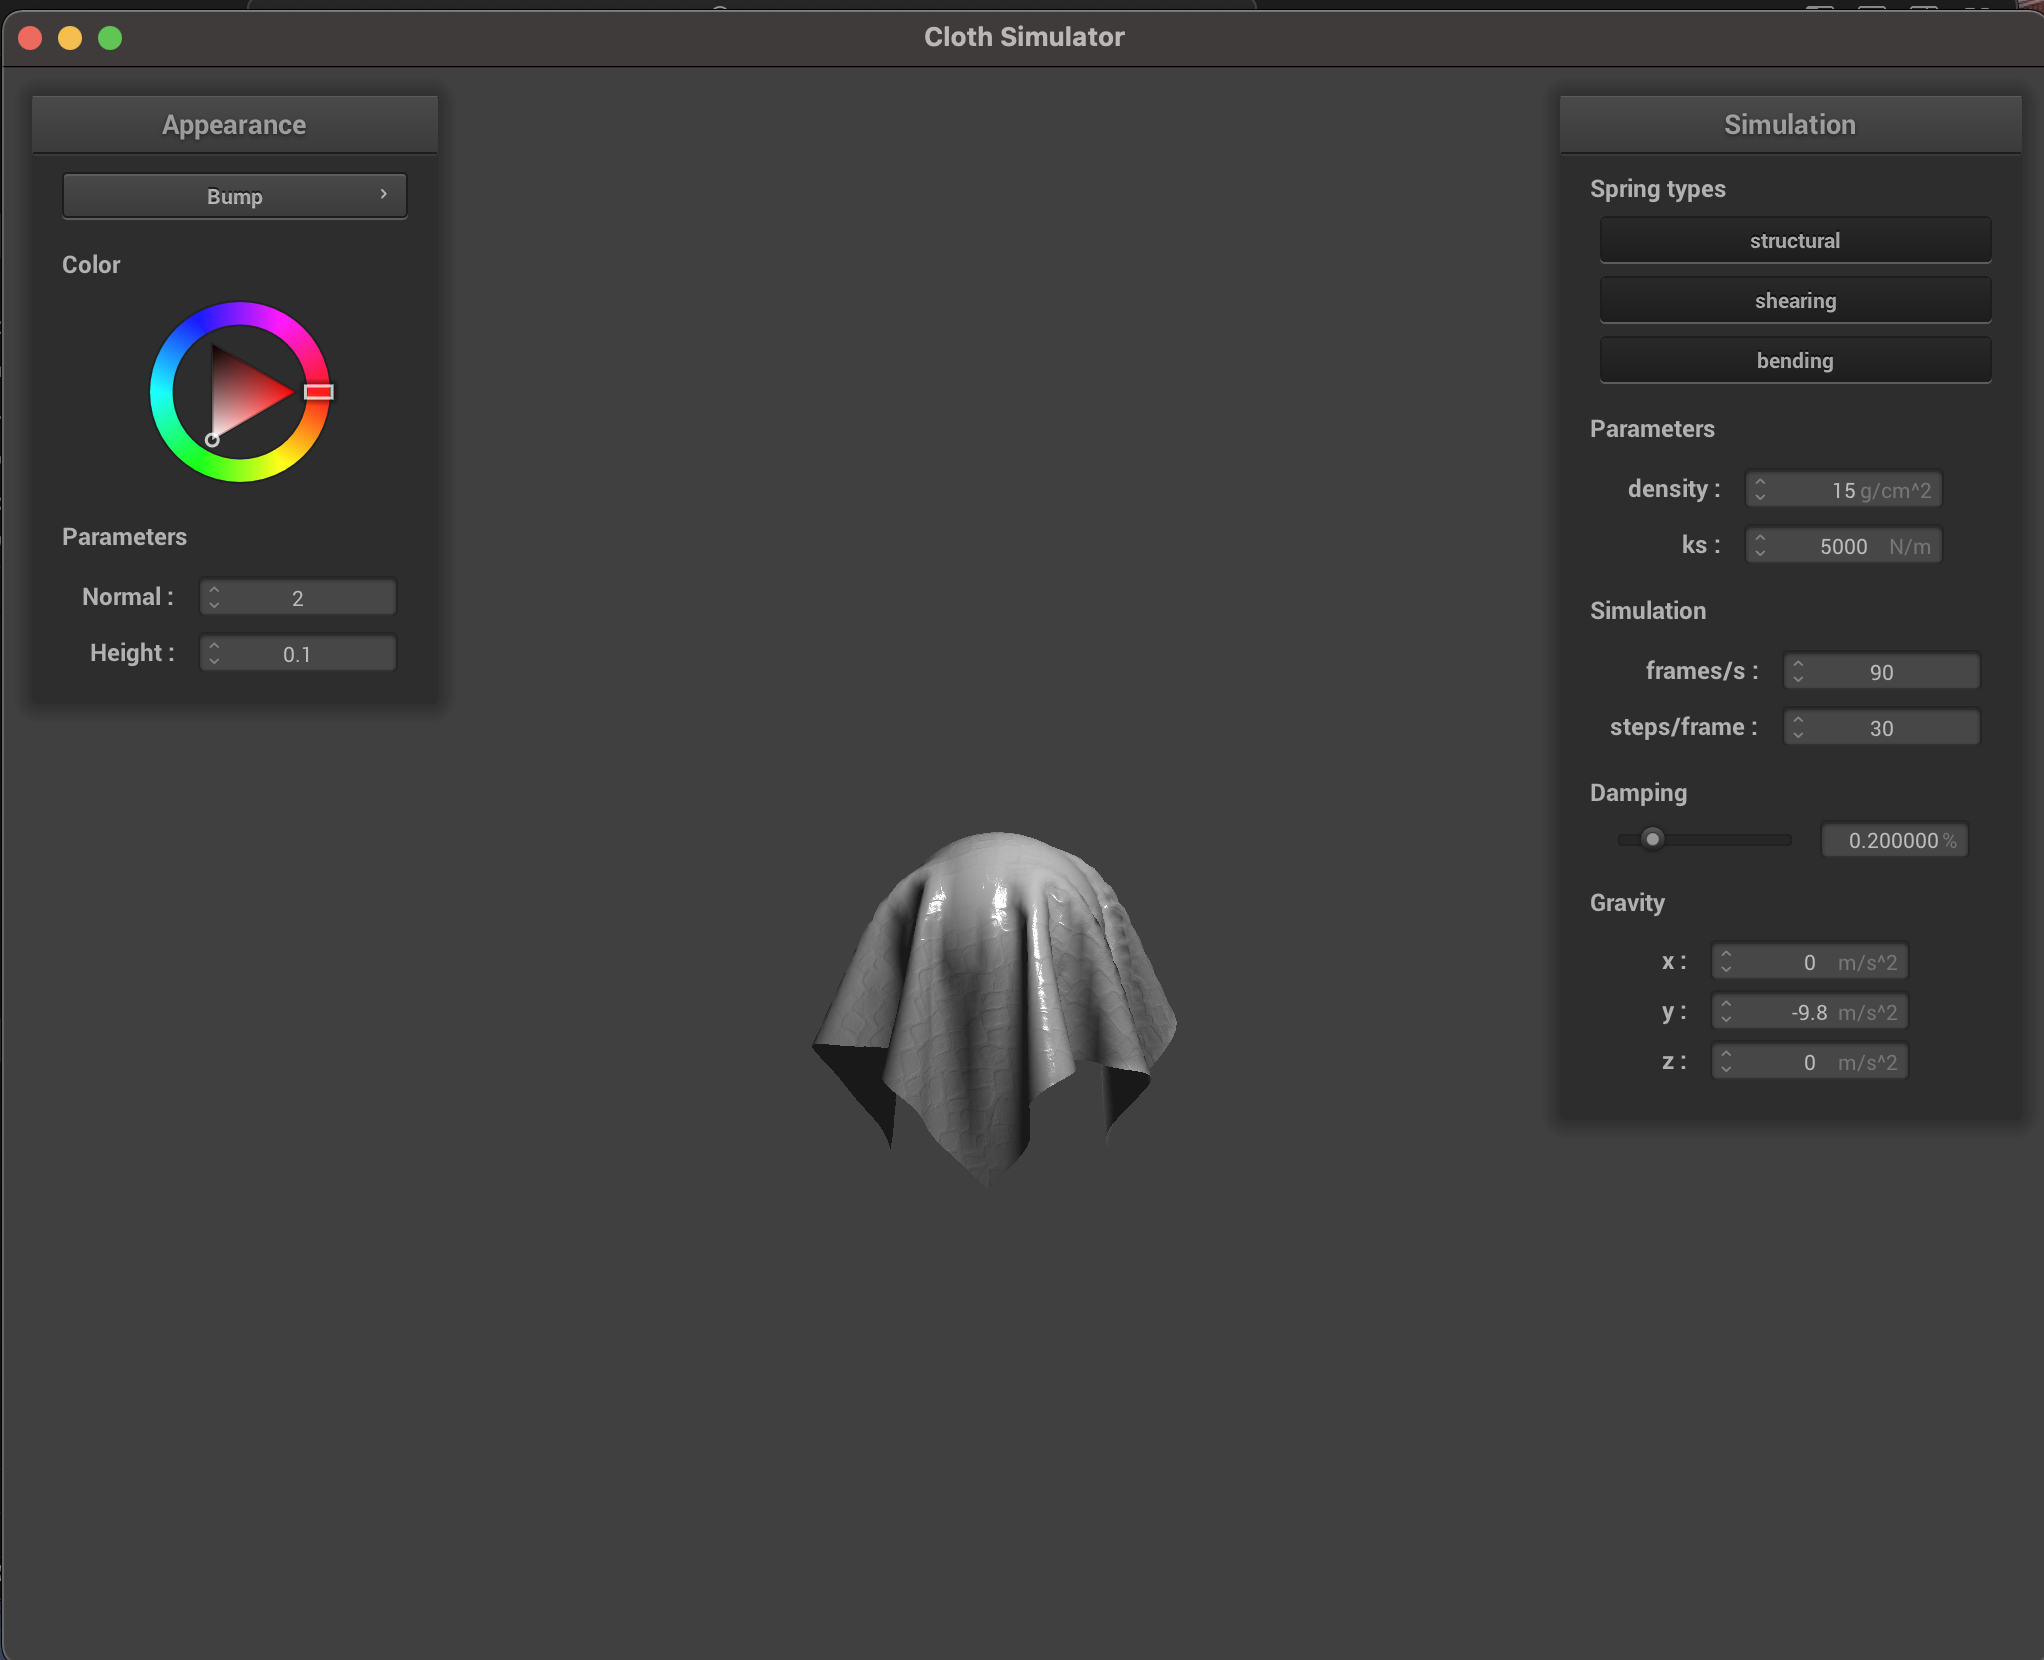 Cloth Simulator
Appearance
Bump
Color
Parameters
Normal : 2
Height : 0.1
Simulation
Spring types
structural
shearing
bending
Parameters
density : 15 g/cm^2
ks : 5000 N/m
Simulation
frames/s : 90
steps/frame : 30
Damping
0.200000 %
Gravity
x : 0 m/s^2
y : -9.8 m/s^2
z : 0 m/s^2